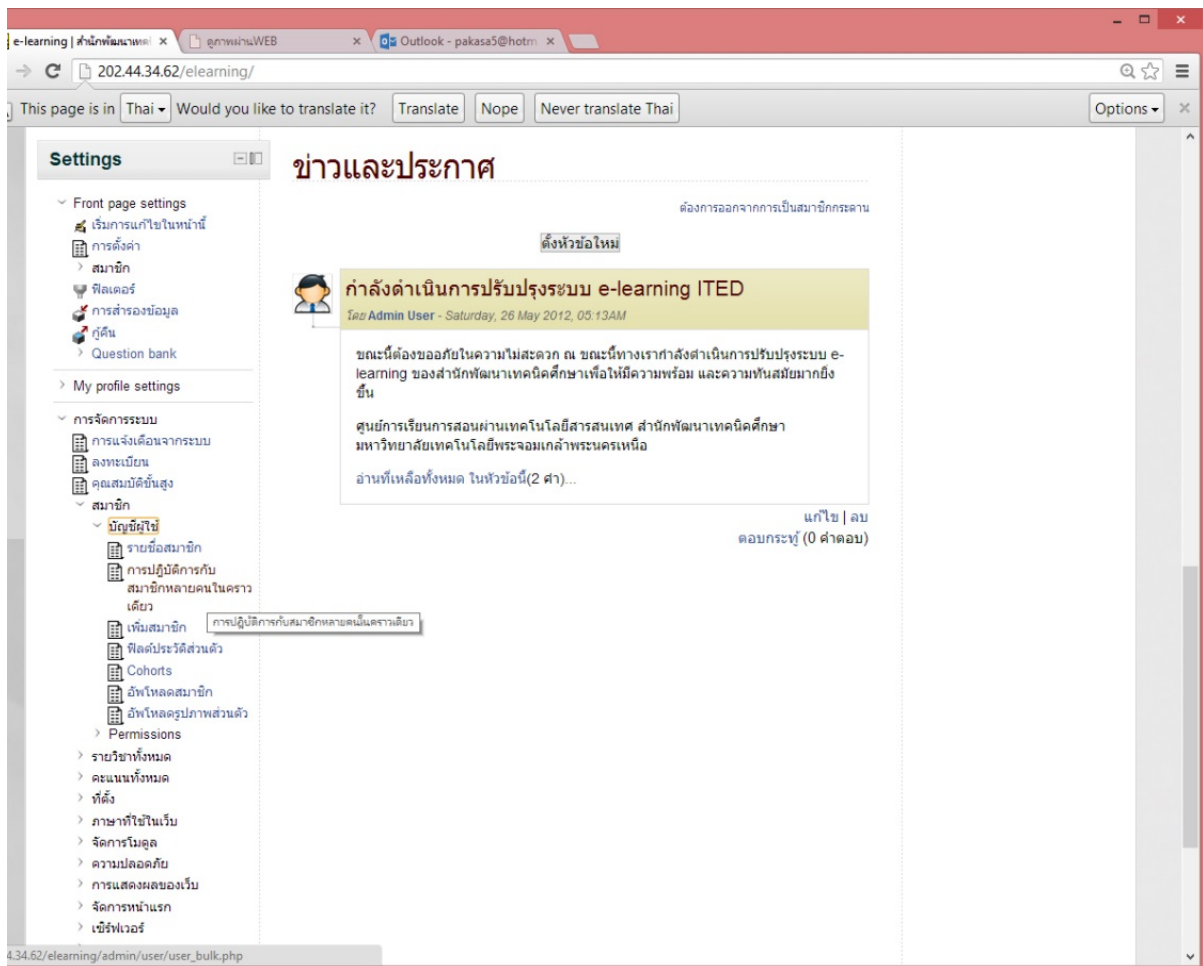 e-learning | สำนักพัฒนาเทค
ดูภาพผ่านWEB
Outlook - pakasa5@hotm
202.44.34.62/elearning/
This page is in Thai Would you like to translate it? Translate Nope Never translate Thai Options
Settings
Front page settings
เริ่มการแก้ไขในหน้านี้
การตั้งค่า
สมาชิก
ฟิลเตอร์
การสำรองข้อมูล
กู้คืน
Question bank
My profile settings
การจัดการระบบ
การแจ้งเตือนจากระบบ
ลงทะเบียน
คุณสมบัติขั้นสูง
สมาชิก
บัญชีผู้ใช้
รายชื่อสมาชิก
การปฏิบัติการกับ
สมาชิกหลายคนในคราว
เดียว
เพิ่มสมาชิก
ฟิลด์ประวัติส่วนตัว
Cohorts
อัพโหลดสมาชิก
อัพโหลดรูปภาพส่วนตัว
Permissions
รายวิชาทั้งหมด
คะแนนทั้งหมด
ที่ตั้ง
ภาษาที่ใช้ในเว็บ
จัดการโมดูล
ความปลอดภัย
การแสดงผลของเว็บ
จัดการหน้าแรก
เซิร์ฟเวอร์
ข่าวและประกาศ
ต้องการออกจากการเป็นสมาชิกกระดาน
ตั้งหัวข้อใหม่
กำลังดำเนินการปรับปรุงระบบ e-learning ITED
โดย Admin User - Saturday, 26 May 2012, 05:13AM
ขณะนี้ต้องขออภัยในความไม่สะดวก ณ ขณะนี้ทางเรากำลังดำเนินการปรับปรุงระบบ e-
learning ของสำนักพัฒนาเทคนิคศึกษาเพื่อให้มีความพร้อม และความทันสมัยมากยิ่ง
ขึ้น
ศูนย์การเรียนการสอนผ่านเทคโนโลยีสารสนเทศ สำนักพัฒนาเทคนิคศึกษา
มหาวิทยาลัยเทคโนโลยีพระจอมเกล้าพระนครเหนือ
อ่านที่เหลือทั้งหมด ในหัวข้อนี้(2 คำ)...
แก้ไข | ลบ
ตอบกระทู้ (0 คำตอบ)
การปฏิบัติการกับสมาชิกหลายคนในคราวเดียว
4.34.62/elearning/admin/user/user_bulk.php